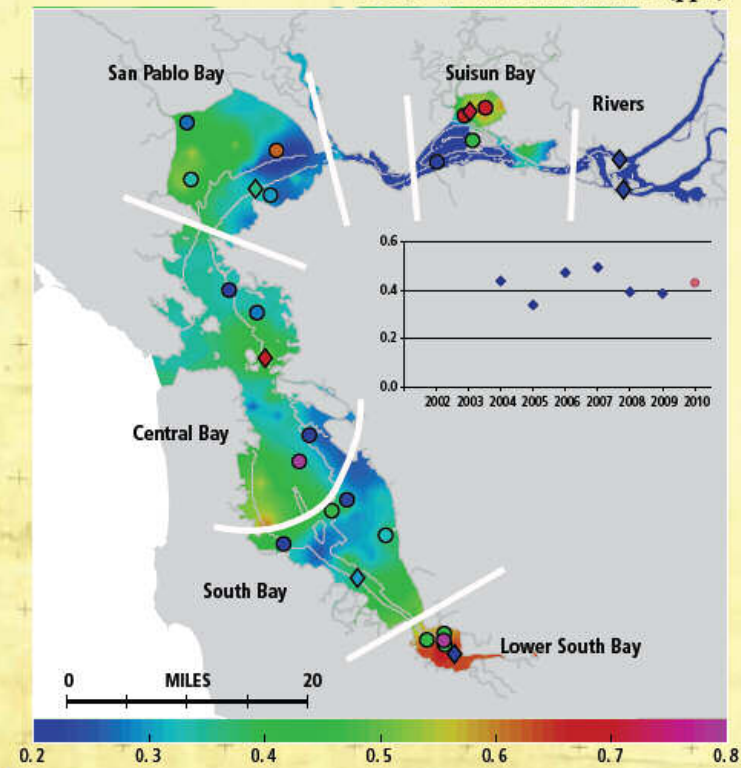 San Pablo Bay
Suisun Bay
Rivers
0.6
0.4
0.2
0.0
2002 2003 2004 2005 2006 2007 2008 2009 2010
Central Bay
South Bay
Lower South Bay
0 MILES 20
0.2 0.3 0.4 0.5 0.6 0.7 0.8